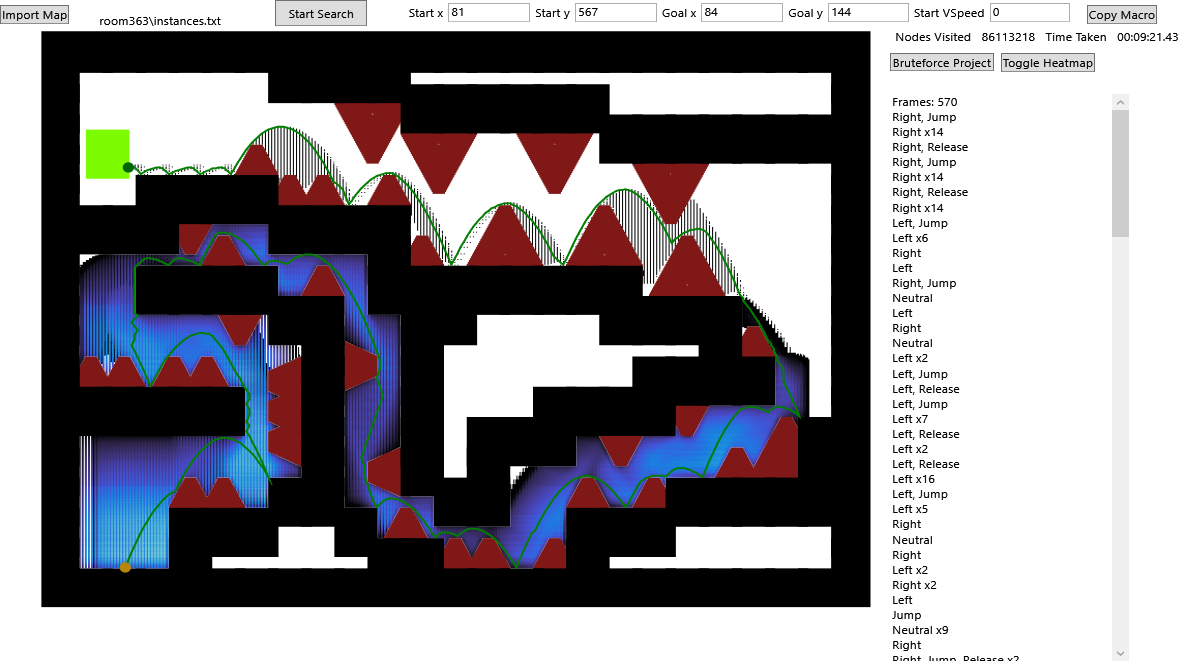 Import Map
room363\instances.txt
Start Search
Start x 81 Start y 567 Goal x 84 Goal y 144 Start VSpeed 0
Copy Macro
Nodes Visited 86113218 Time Taken 00:09:21.43
Bruteforce Project Toggle Heatmap
Frames: 570
Right, Jump
Right x14
Right, Release
Right, Jump
Right x14
Right, Release
Right x14
Left, Jump
Left x6
Right
Left
Right, Jump
Neutral
Left
Right
Neutral
Left x2
Left, Jump
Left, Release
Left, Jump
Left x7
Left, Release
Left x2
Left, Release
Left x16
Left, Jump
Left x5
Right
Neutral
Right
Left x2
Right x2
Left
Jump
Neutral x9
Right
Right, Jump, Release x2